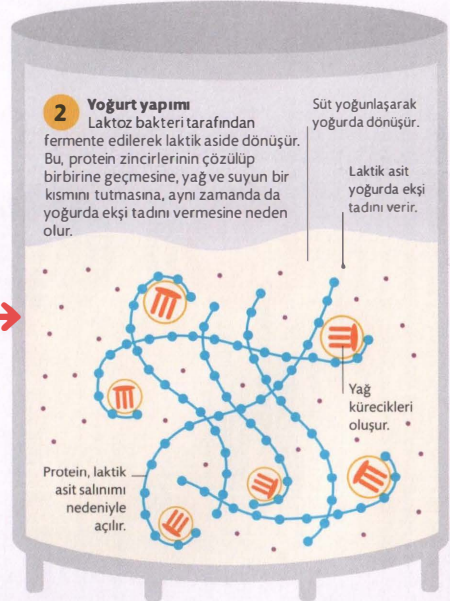 2
Yoğurt yapımı
Laktoz bakteri tarafından
fermente edilerek laktik aside dönüşür.
Bu, protein zincirlerinin çözülüp
birbirine geçmesine, yağ ve suyun bir
kısmını tutmasına, aynı zamanda da
yoğurda ekşi tadını vermesine neden
olur.
Süt yoğunlaşarak
yoğurda dönüşür.
Laktik asit
yoğurda ekşi
tadını verir.
Yağ
kürecikleri
oluşur.
Protein, laktik
asit salınımı
nedeniyle
açılır.